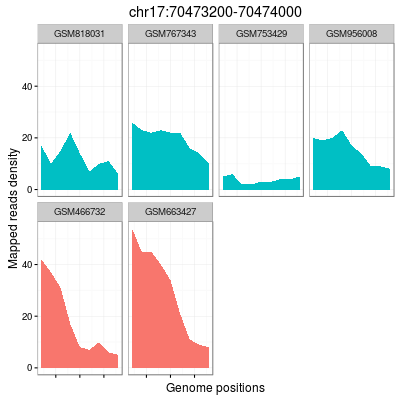 chr17:70473200-70474000
GSM818031 GSM767343 GSM753429 GSM956008
40
20
0
Mapped reads density
GSM466732 GSM663427
40
20
0
Genome positions